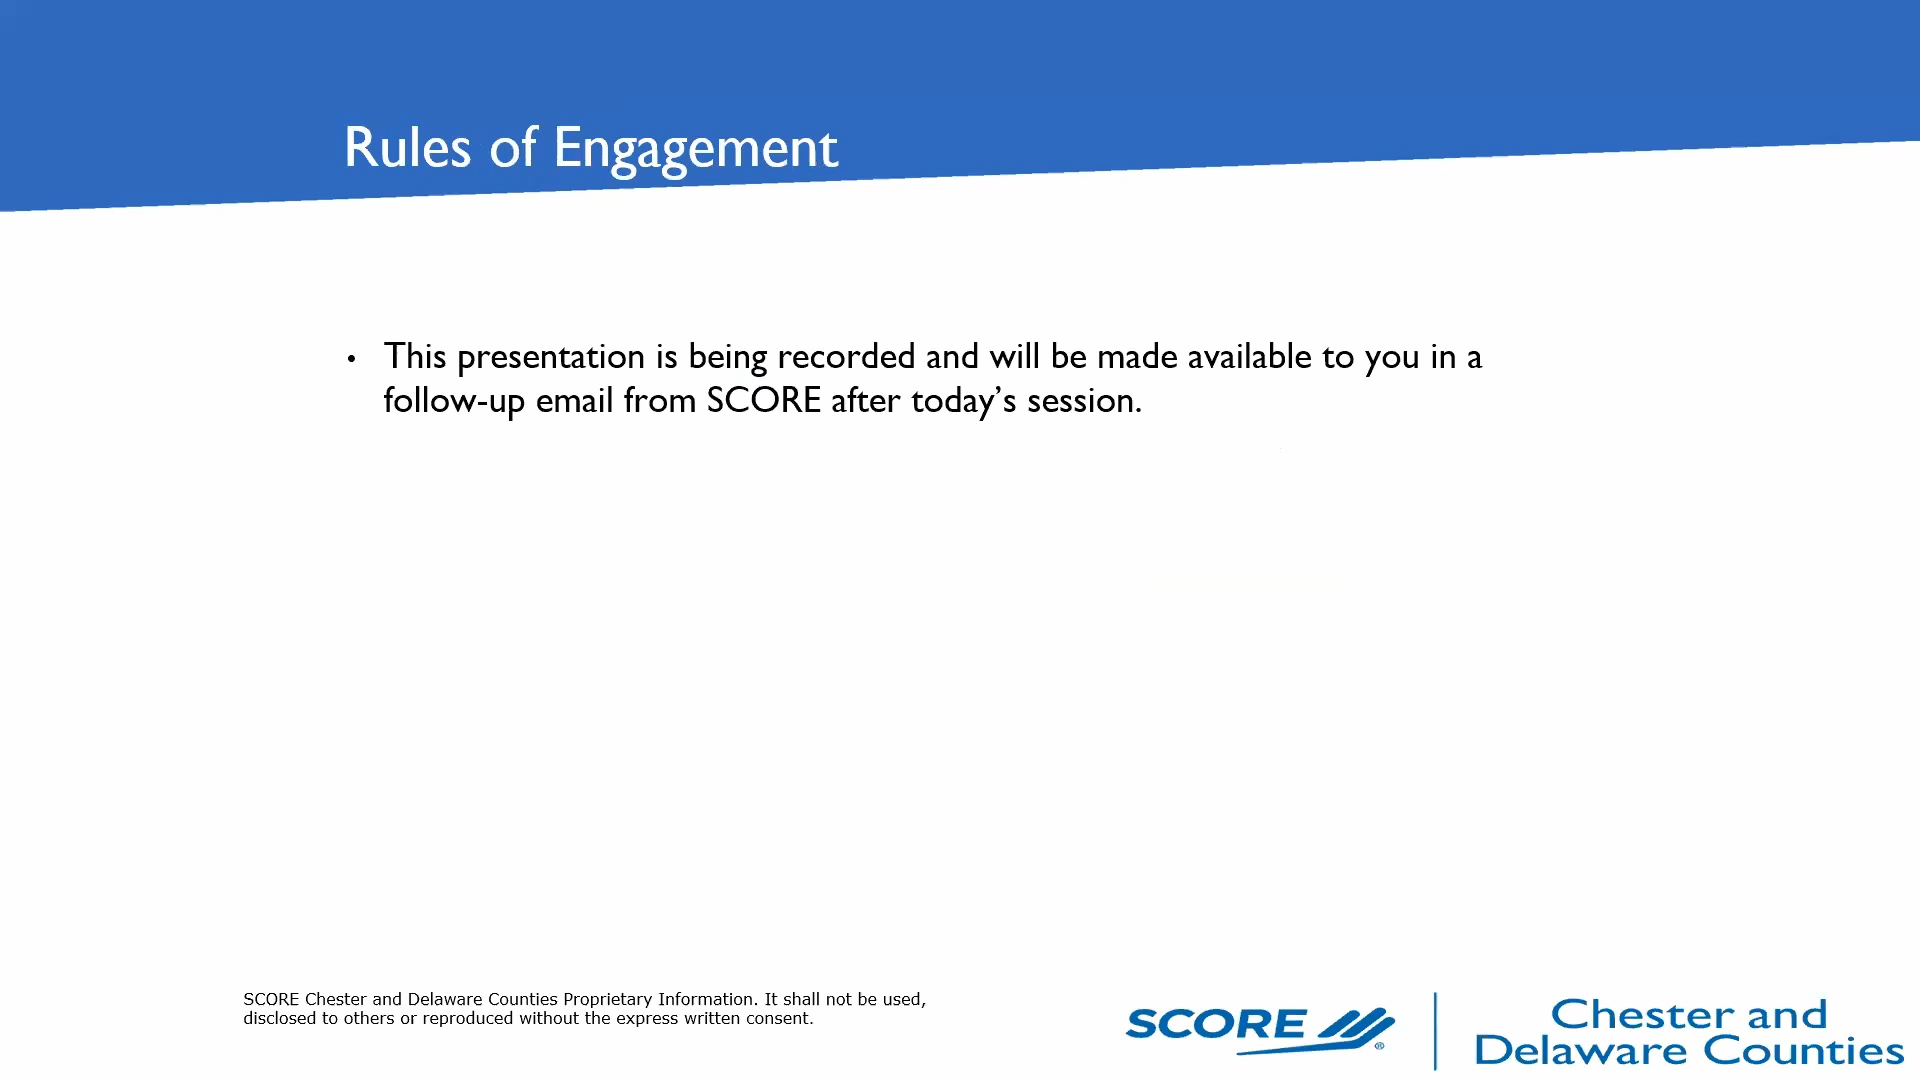 Rules of Engagement
• This presentation is being recorded and will be made available to you in a
follow-up email from SCORE after today’s session.
SCORE Chester and Delaware Counties Proprietary Information. It shall not be used,
disclosed to others or reproduced without the express written consent.
SCORE ®
Chester and
Delaware Counties